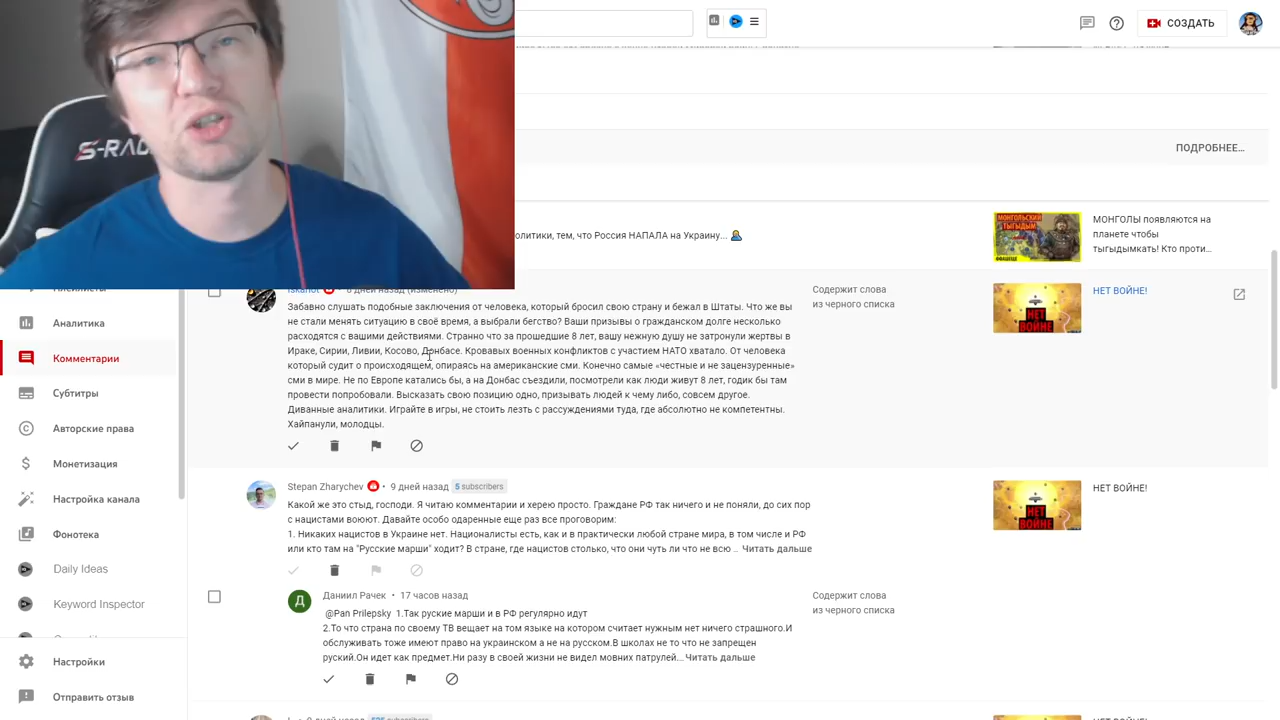 СОЗДАТЬ
ПОДРОБНЕЕ...
S-RAC
олитики, тем, что Россия НАПАЛА на Украину...
МОНГОЛЬСКИЙ
ТЫГЫДЫМ
МОНГОЛЫ появляются на
планете чтобы
тыгыдымкать! Кто проти...
Iskariot • 8 дней назад (изменено)
Забавно слушать подобные заключения от человека, который бросил свою страну и бежал в Штаты. Что же вы
не стали менять ситуацию в своё время, а выбрали бегство? Ваши призывы о гражданском долге несколько
расходятся с вашими действиями. Странно что за прошедшие 8 лет, вашу нежную душу не затронули жертвы в
Ираке, Сирии, Ливии, Косово, Донбасе. Кровавых военных конфликтов с участием НАТО хватало. От человека
который судит о происходящем, опираясь на американские сми. Конечно самые «честные и не зацензуренные»
сми в мире. Не по Европе катались бы, а на Донбас съездили, посмотрели как люди живут 8 лет, годик бы там
провести попробовали. Высказать свою позицию одно, призывать людей к чему либо, совсем другое.
Диванные аналитики. Играйте в игры, не стоить лезть с рассуждениями туда, где абсолютно не компетентны.
Хайпанули, молодцы.
Содержит слова
из черного списка
НЕТ
ВОЙНЕ
НЕТ ВОЙНЕ!
Stepan Zharychev • 9 дней назад 5 subscribers
Какой же это стыд, господи. Я читаю комментарии и херею просто. Граждане РФ так ничего и не поняли, до сих пор
с нацистами воюют. Давайте особо одаренные еще раз все проговорим:
1. Никаких нацистов в Украине нет. Националисты есть, как и в практически любой стране мира, в том числе и РФ
или кто там на "Русские марши" ходит? В стране, где нацистов столько, что они чуть ли что не всю ... Читать дальше
НЕТ
ВОЙНЕ
НЕТ ВОЙНЕ!
Д
Даниил Рачек • 17 часов назад
@Pan Prilepsky 1.Так руские марши и в РФ регулярно идут
2.То что страна по своему ТВ вещает на том языке на котором считает нужным нет ничего страшного.И
обслуживать тоже имеют право на украинском а не на русском.В школах не то что не запрещен
руский.Он идет как предмет.Ни разу в своей жизни не видел мовних патрулей.... Читать дальше
Содержит слова
из черного списка
Аналитика
Комментарии
Субтитры
Авторские права
Монетизация
Настройка канала
Фонотека
Daily Ideas
Keyword Inspector
Настройки
Отправить отзыв